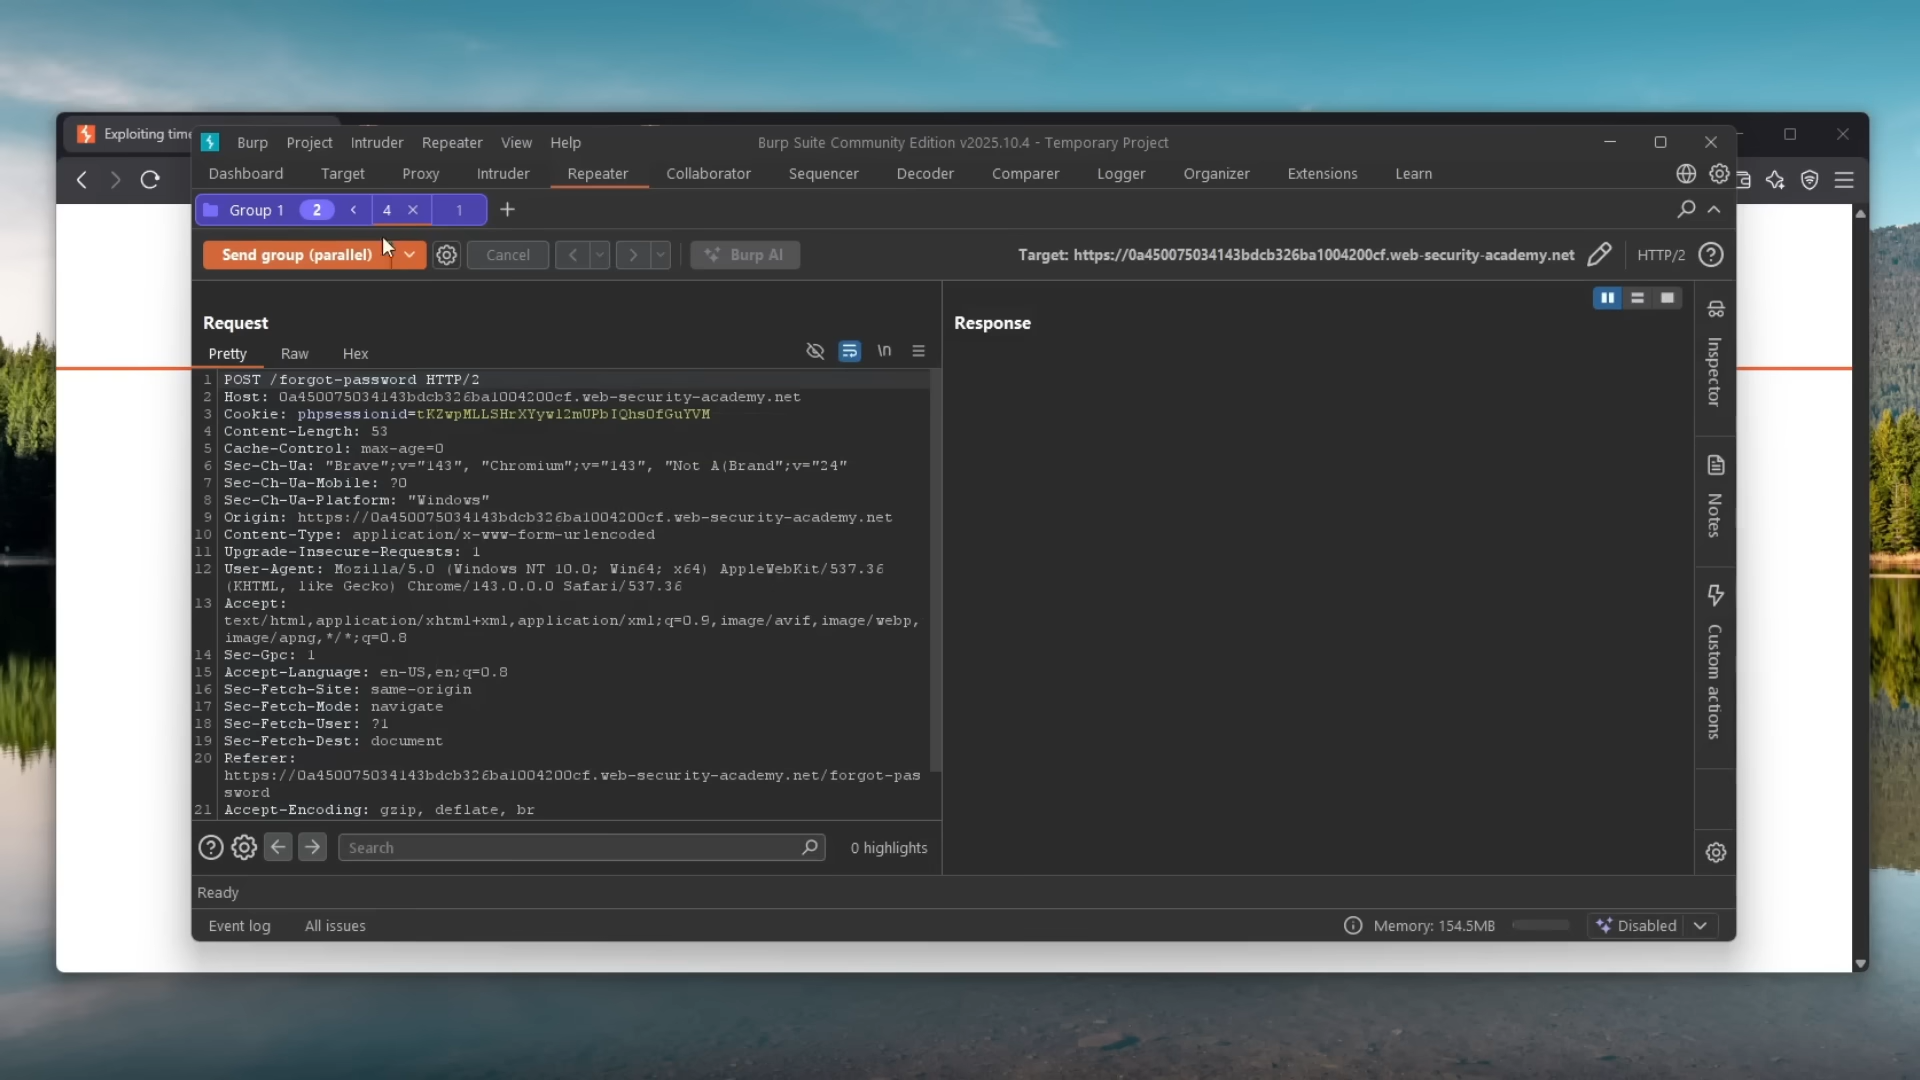 Exploiting time
Burp Project Intruder Repeater View Help
Burp Suite Community Edition v2025.10.4 - Temporary Project
Dashboard Target Proxy Intruder Repeater Collaborator Sequencer Decoder Comparer Logger Organizer Extensions Learn
Group 1 2 4 1
Send group (parallel) Cancel Burp AI
Target: https://0a450075034143bdcb326ba1004200cf.web-security-academy.net HTTP/2
Request
Response
Pretty Raw Hex \n
1 POST /forgot-password HTTP/2
2 Host: 0a450075034143bdcb326ba1004200cf.web-security-academy.net
3 Cookie: phpsessionid=tKZwpMLLSHrXYywl2mUPbIQhsOfGuYVM
4 Content-Length: 53
5 Cache-Control: max-age=0
6 Sec-Ch-Ua: "Brave";v="143", "Chromium";v="143", "Not A(Brand";v="24"
7 Sec-Ch-Ua-Mobile: ?0
8 Sec-Ch-Ua-Platform: "Windows"
9 Origin: https://0a450075034143bdcb326ba1004200cf.web-security-academy.net
10 Content-Type: application/x-www-form-urlencoded
11 Upgrade-Insecure-Requests: 1
12 User-Agent: Mozilla/5.0 (Windows NT 10.0; Win64; x64) AppleWebKit/537.36
(KHTML, like Gecko) Chrome/143.0.0.0 Safari/537.36
13 Accept:
text/html,application/xhtml+xml,application/xml;q=0.9,image/avif,image/webp,
image/apng,*/*;q=0.8
14 Sec-Gpc: 1
15 Accept-Language: en-US,en;q=0.8
16 Sec-Fetch-Site: same-origin
17 Sec-Fetch-Mode: navigate
18 Sec-Fetch-User: ?1
19 Sec-Fetch-Dest: document
20 Referer:
https://0a450075034143bdcb326ba1004200cf.web-security-academy.net/forgot-pas
sword
21 Accept-Encoding: gzip, deflate, br
Search
0 highlights
Inspector
Notes
Custom actions
Ready
Event log All issues
Memory: 154.5MB
Disabled